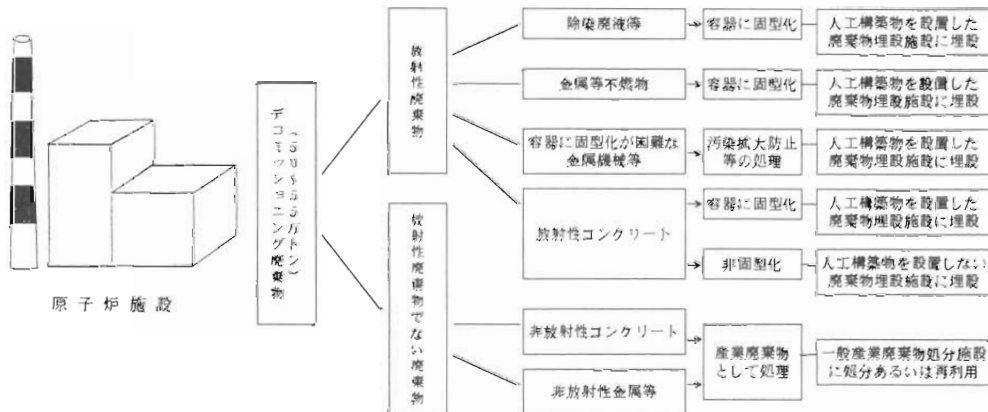 原子炉施設
デコミッショニング廃棄物
（50～55万トン）
放射性廃棄物
除染廃液等
容器に固型化
人工構築物を設置した
廃棄物埋設施設に埋設
金属等不燃物
容器に固型化
人工構築物を設置した
廃棄物埋設施設に埋設
容器に固型化が困難な
金属機械等
汚染拡大防止
等の処理
人工構築物を設置した
廃棄物埋設施設に埋設
放射性コンクリート
容器に固型化
人工構築物を設置した
廃棄物埋設施設に埋設
非固型化
人工構築物を設置しない
廃棄物埋設施設に埋設
放射性廃棄物でない廃棄物
非放射性コンクリート
非放射性金属等
産業廃棄物
として処理
一般産業廃棄物処分施設
に処分あるいは再利用